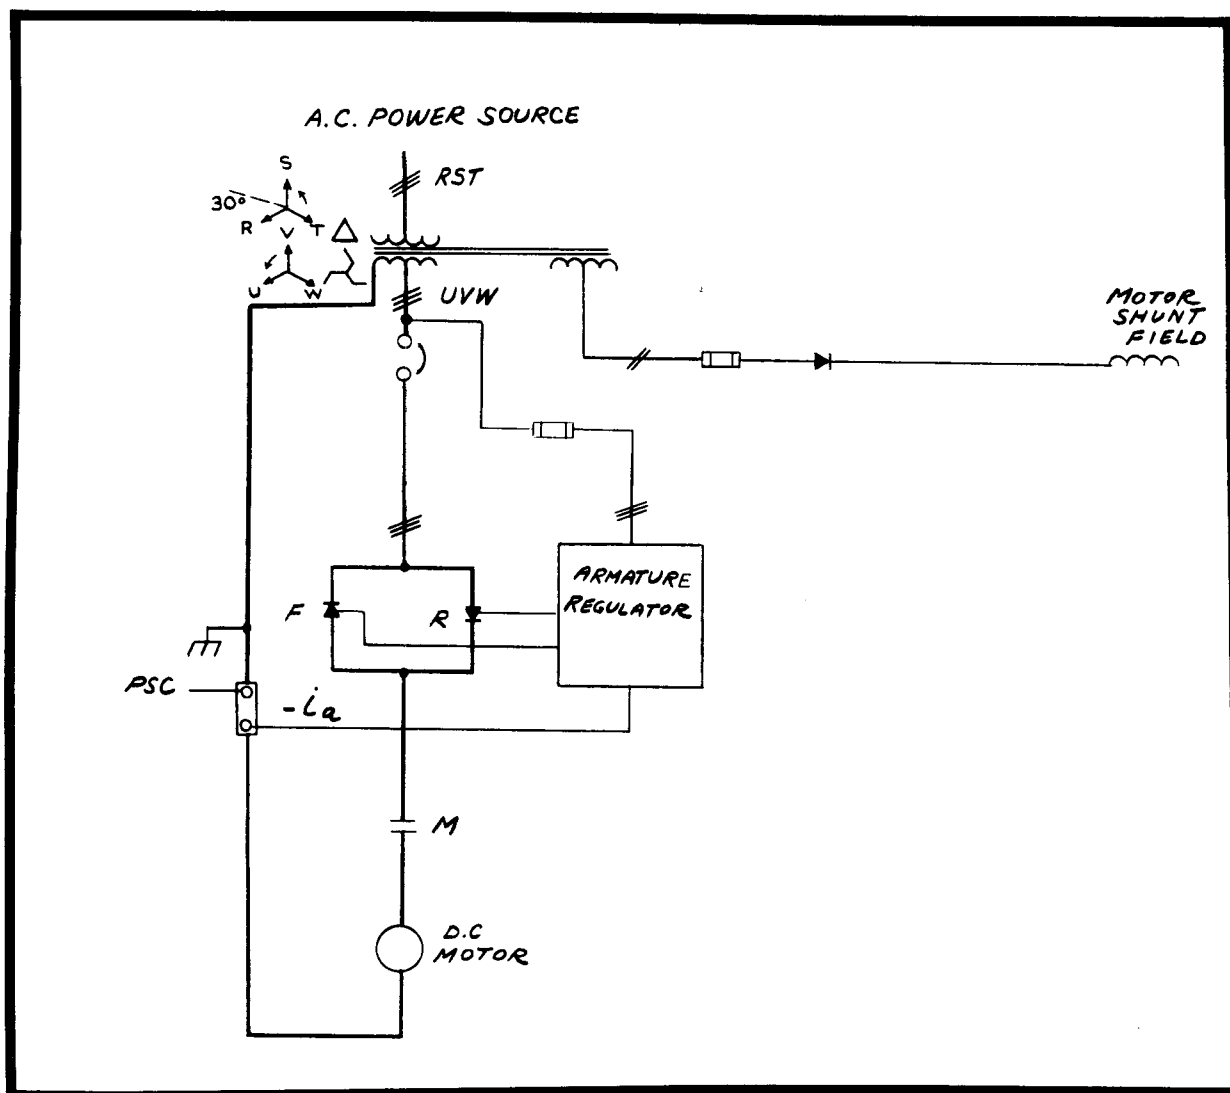 A.C. POWER SOURCE
S
RST
30°
R
T
V
U
W
UVW
MOTOR
SHUNT
FIELD
ARMATURE
REGULATOR
F
R
PSC
-ia
M
D.C
MOTOR